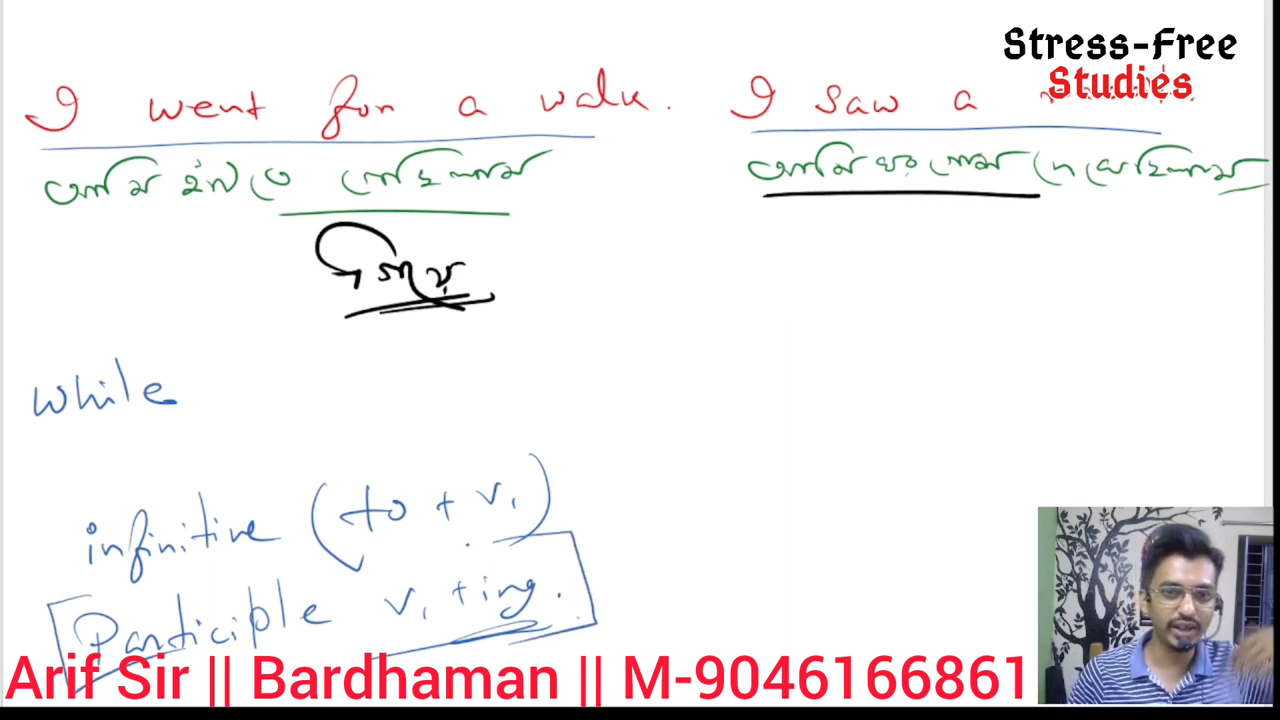 Stress-Free
Studies
I went for a walk. I saw a
আমি হাঁটতে গেছিলাম আমি
সময়
while
infinitive (to + v₁)
Participle v₁ + ing.
Arif Sir || Bardhaman || M-9046166861